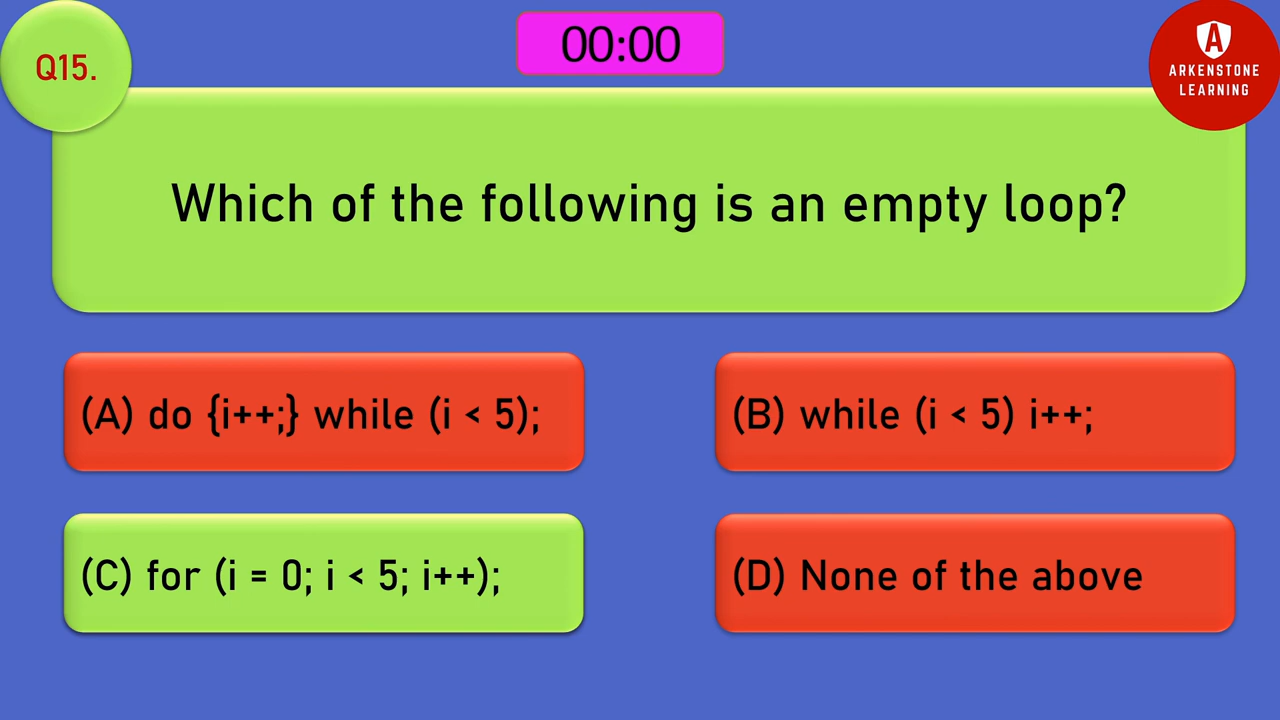 Q15.
00:00
A
ARKENSTONE
LEARNING
Which of the following is an empty loop?
(A) do {i++;} while (i < 5);
(B) while (i < 5) i++;
(C) for (i = 0; i < 5; i++);
(D) None of the above